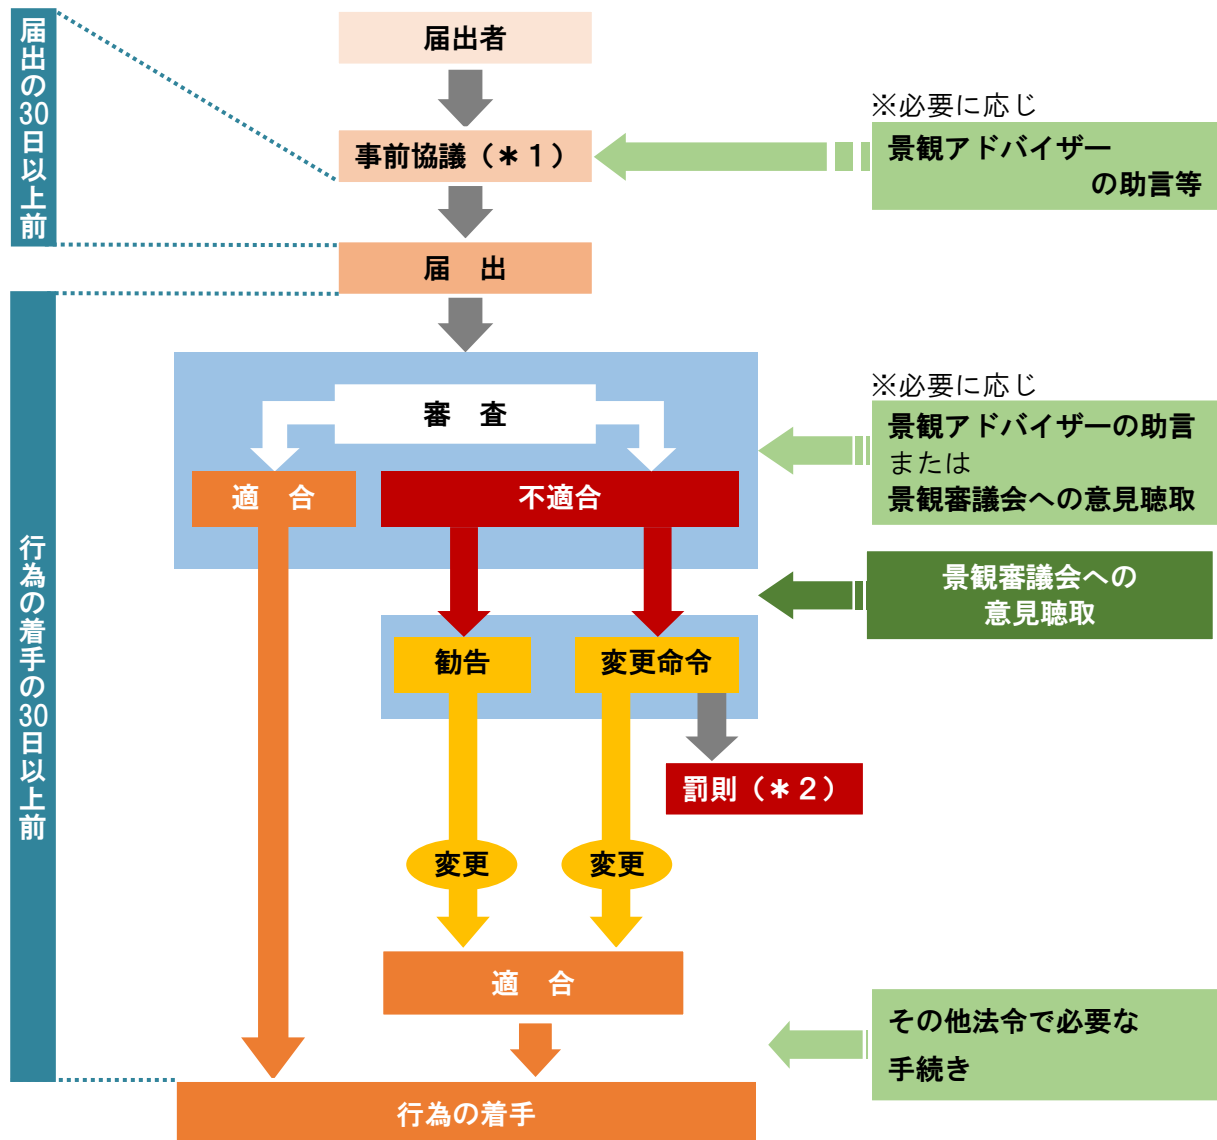 届出の30日以上前
届出者
※必要に応じ
事前協議（＊１）
景観アドバイザー
の助言等
届　出
行為の着手の30日以上前
審　査
※必要に応じ
景観アドバイザーの助言
または
景観審議会への意見聴取
適　合
不適合
景観審議会への
意見聴取
勧告
変更命令
罰則（＊２）
変更
変更
適　合
その他法令で必要な
手続き
行為の着手